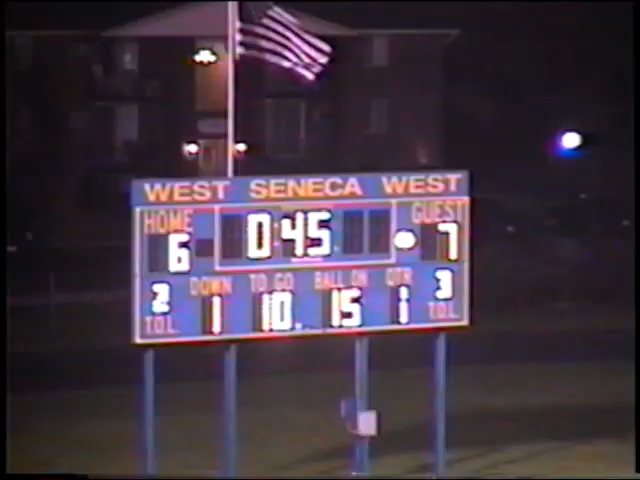 WEST SENECA WEST
HOME 0:45 GUEST
6 7
DOWN TO GO BALL ON QTR
2 1 10 15 1 3
T.O.L. T.O.L.